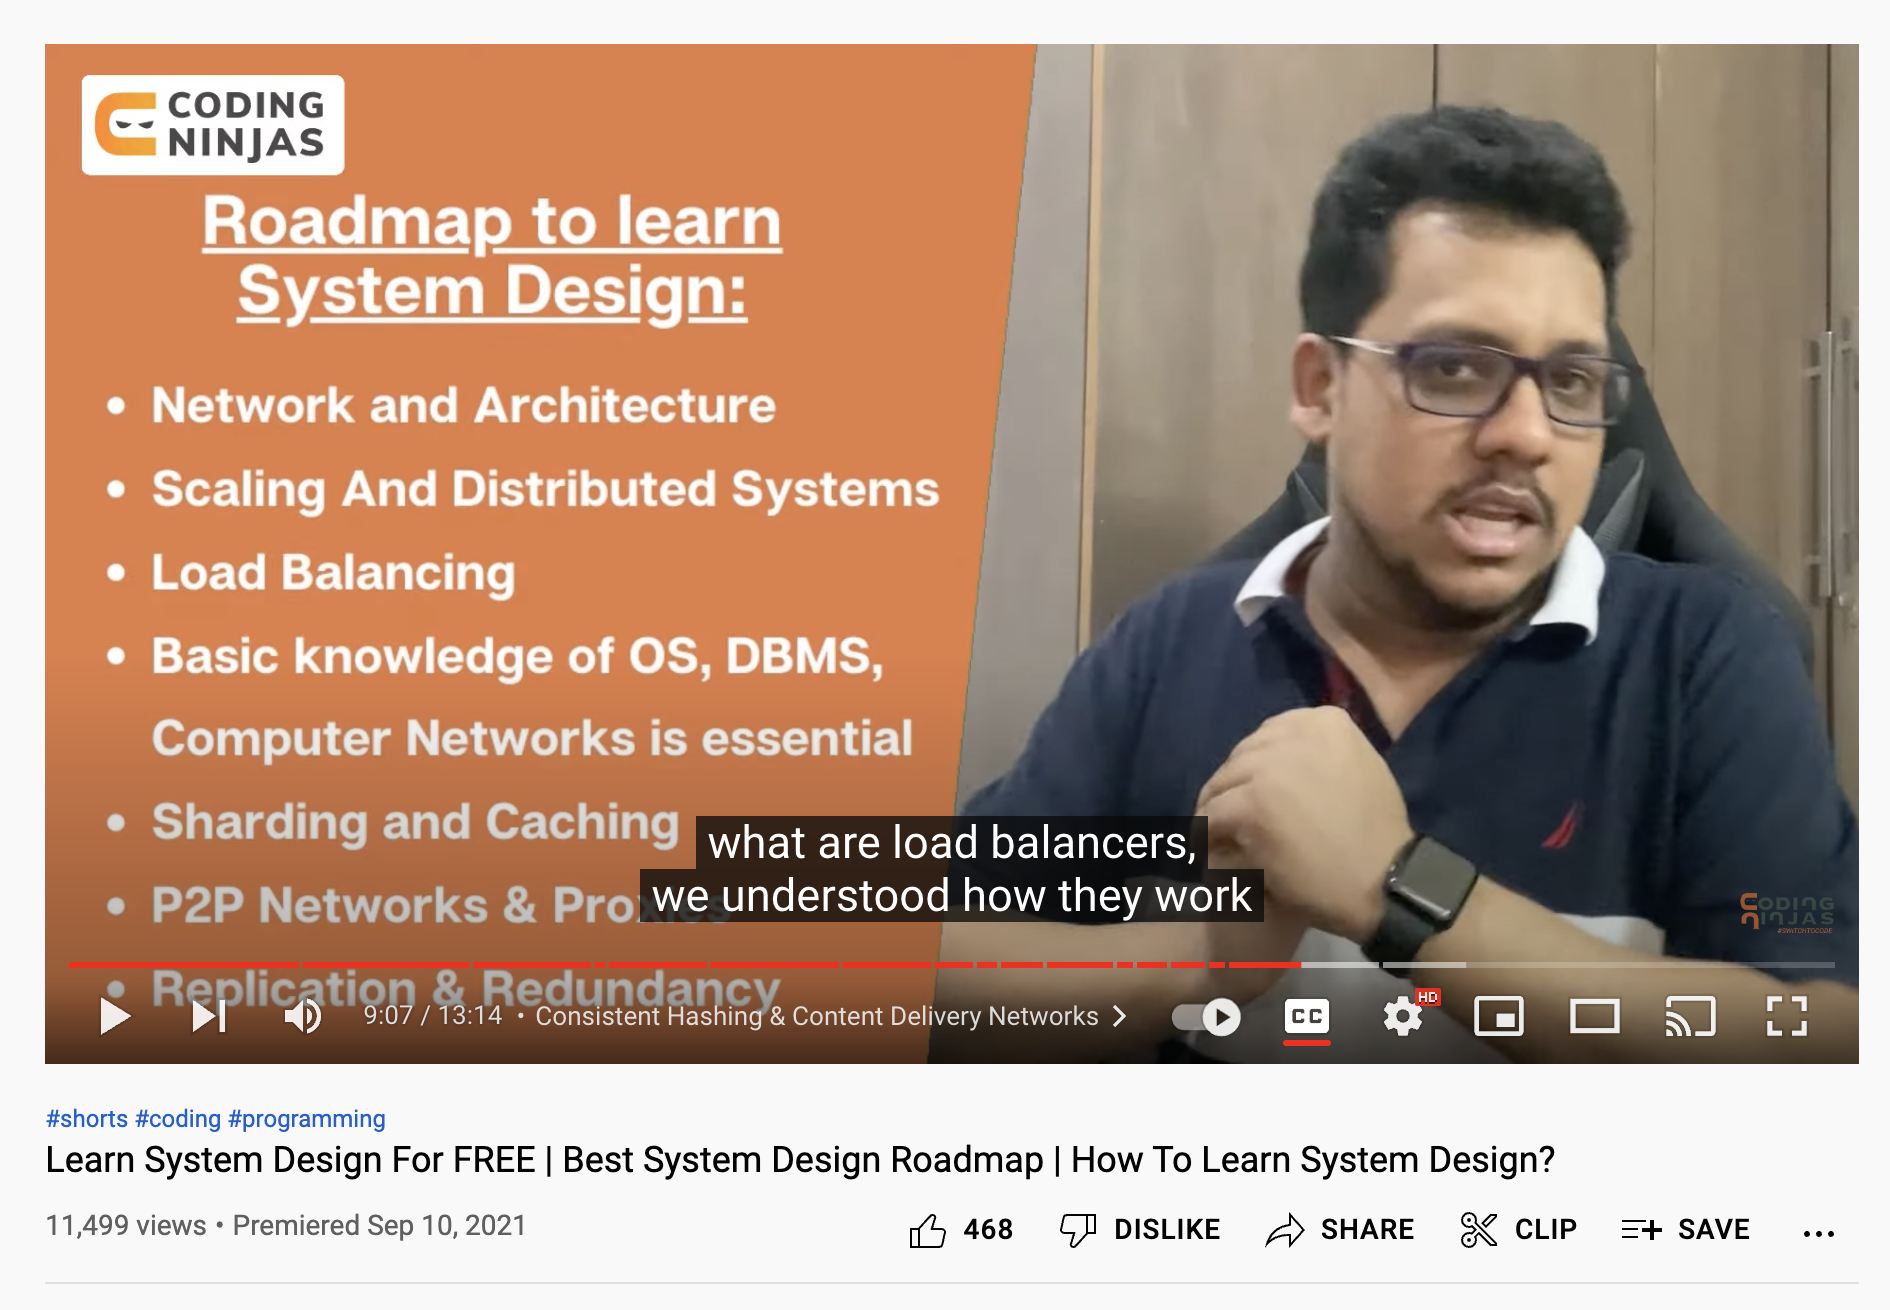 CODING
NINJAS
Roadmap to learn
System Design:
• Network and Architecture
• Scaling And Distributed Systems
• Load Balancing
• Basic knowledge of OS, DBMS,
Computer Networks is essential
• Sharding and Caching
• P2P Networks & Proxies
• Replication & Redundancy
what are load balancers,
we understood how they work
CODING
NINJAS
#SWITCHTOCODE
9:07 / 13:14 • Consistent Hashing & Content Delivery Networks
CC
HD
#shorts #coding #programming
Learn System Design For FREE | Best System Design Roadmap | How To Learn System Design?
11,499 views • Premiered Sep 10, 2021
468 DISLIKE SHARE CLIP SAVE ...